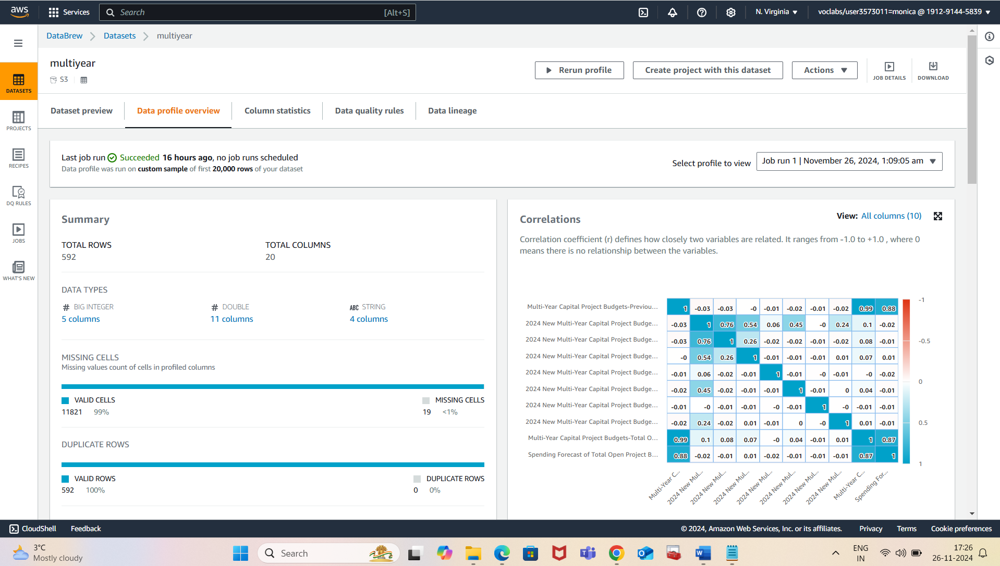 aws
Services
Search
[Alt+S]
N. Virginia
voclabs/user3573011=monica @ 1912-9144-5839
DataBrew
Datasets
multiyear
multiyear
S3
Rerun profile
Create project with this dataset
Actions
JOB DETAILS
DOWNLOAD
DATASETS
PROJECTS
RECIPES
DQ RULES
JOBS
WHAT'S NEW
Dataset preview
Data profile overview
Column statistics
Data quality rules
Data lineage
Last job run Succeeded 16 hours ago, no job runs scheduled
Data profile was run on custom sample of first 20,000 rows of your dataset
Select profile to view
Job run 1 | November 26, 2024, 1:09:05 am
Summary
TOTAL ROWS
592
TOTAL COLUMNS
20
DATA TYPES
# BIG INTEGER
5 columns
# DOUBLE
11 columns
ABC STRING
4 columns
MISSING CELLS
Missing values count of cells in profiled columns
VALID CELLS
11821 99%
MISSING CELLS
19 <1%
DUPLICATE ROWS
VALID ROWS
592 100%
DUPLICATE ROWS
0 0%
Correlations
View: All columns (10)
Correlation coefficient (r) defines how closely two variables are related. It ranges from -1.0 to +1.0 , where 0
means there is no relationship between the variables.
Multi-Year Capital Project Budgets-Previou... 1 -0.03 -0.03 -0 -0.01 -0.02 -0.01 -0.02 0.99 0.88
2024 New Multi-Year Capital Project Budge... -0.03 1 0.76 0.54 0.06 0.45 -0 0.24 0.1 -0.02
2024 New Multi-Year Capital Project Budge... -0.03 0.76 1 0.26 -0.02 -0.02 -0.01 -0.02 0.08 -0.01
2024 New Multi-Year Capital Project Budge... -0 0.54 0.26 1 -0.01 -0.01 -0.01 0.01 0.07 0.01
2024 New Multi-Year Capital Project Budge... -0.01 0.06 -0.02 -0.01 1 -0.01 -0 -0.01 -0 -0.02
2024 New Multi-Year Capital Project Budge... -0.02 0.45 -0.02 -0.01 -0.01 1 -0.01 0 0.04 -0.01
2024 New Multi-Year Capital Project Budge... -0.01 -0 -0.01 -0.01 -0 -0.01 1 -0 -0.01 -0.01
2024 New Multi-Year Capital Project Budge... -0.02 0.24 -0.02 0.01 -0.01 0 -0 1 0.01 -0.01
Multi-Year Capital Project Budgets-Total O... 0.99 0.1 0.08 0.07 -0 0.04 -0.01 0.01 1 0.87
Spending Forecast of Total Open Project B... 0.88 -0.02 -0.01 0.01 -0.02 -0.01 -0.01 -0.01 0.87 1
-1
-0.5
0
0.5
1
Multi-Year C...
2024 New Mul...
2024 New Mul...
2024 New Mul...
2024 New Mul...
2024 New Mul...
2024 New Mul...
2024 New Mul...
Multi-Year C...
Spending For...
CloudShell
Feedback
© 2024, Amazon Web Services, Inc. or its affiliates.
Privacy
Terms
Cookie preferences
3°C
Mostly cloudy
Search
ENG
IN
17:26
26-11-2024